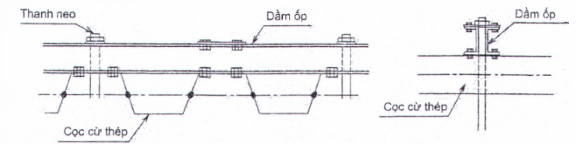 Thanh neo
Dầm ốp
Cọc cừ thép
Dầm ốp
Cọc cừ thép